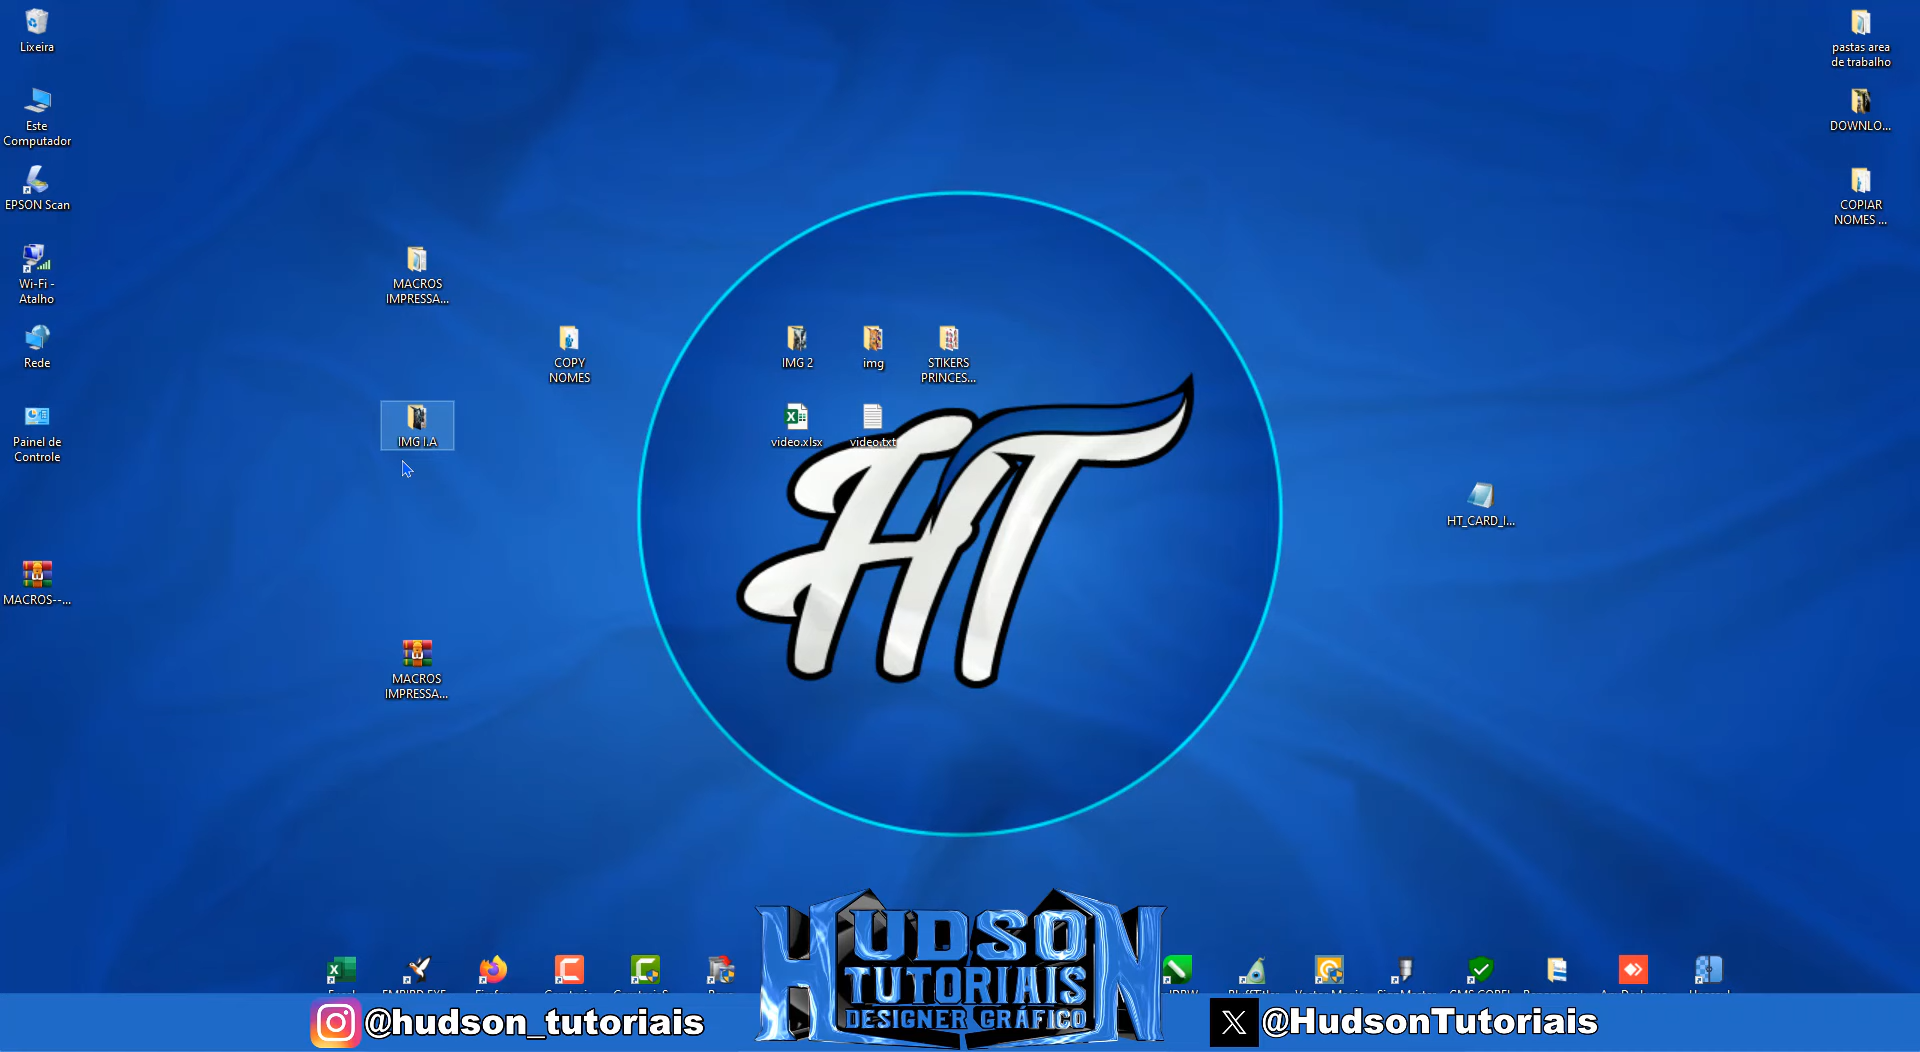 Lixeira
Este
Computador
EPSON Scan
Wi-Fi -
Atalho
Rede
Painel de
Controle
MACROS--...
MACROS
IMPRESSA...
IMG I.A
MACROS
IMPRESSA...
COPY
NOMES
IMG 2
img
STIKERS
PRINCES...
video.xlsx
video.txt
HT
HT_CARD_I...
pastas area
de trabalho
DOWNLO...
COPIAR
NOMES ...
HUDSON
TUTORIAIS
DESIGNER GRÁFICO
@hudson_tutoriais
@HudsonTutoriais